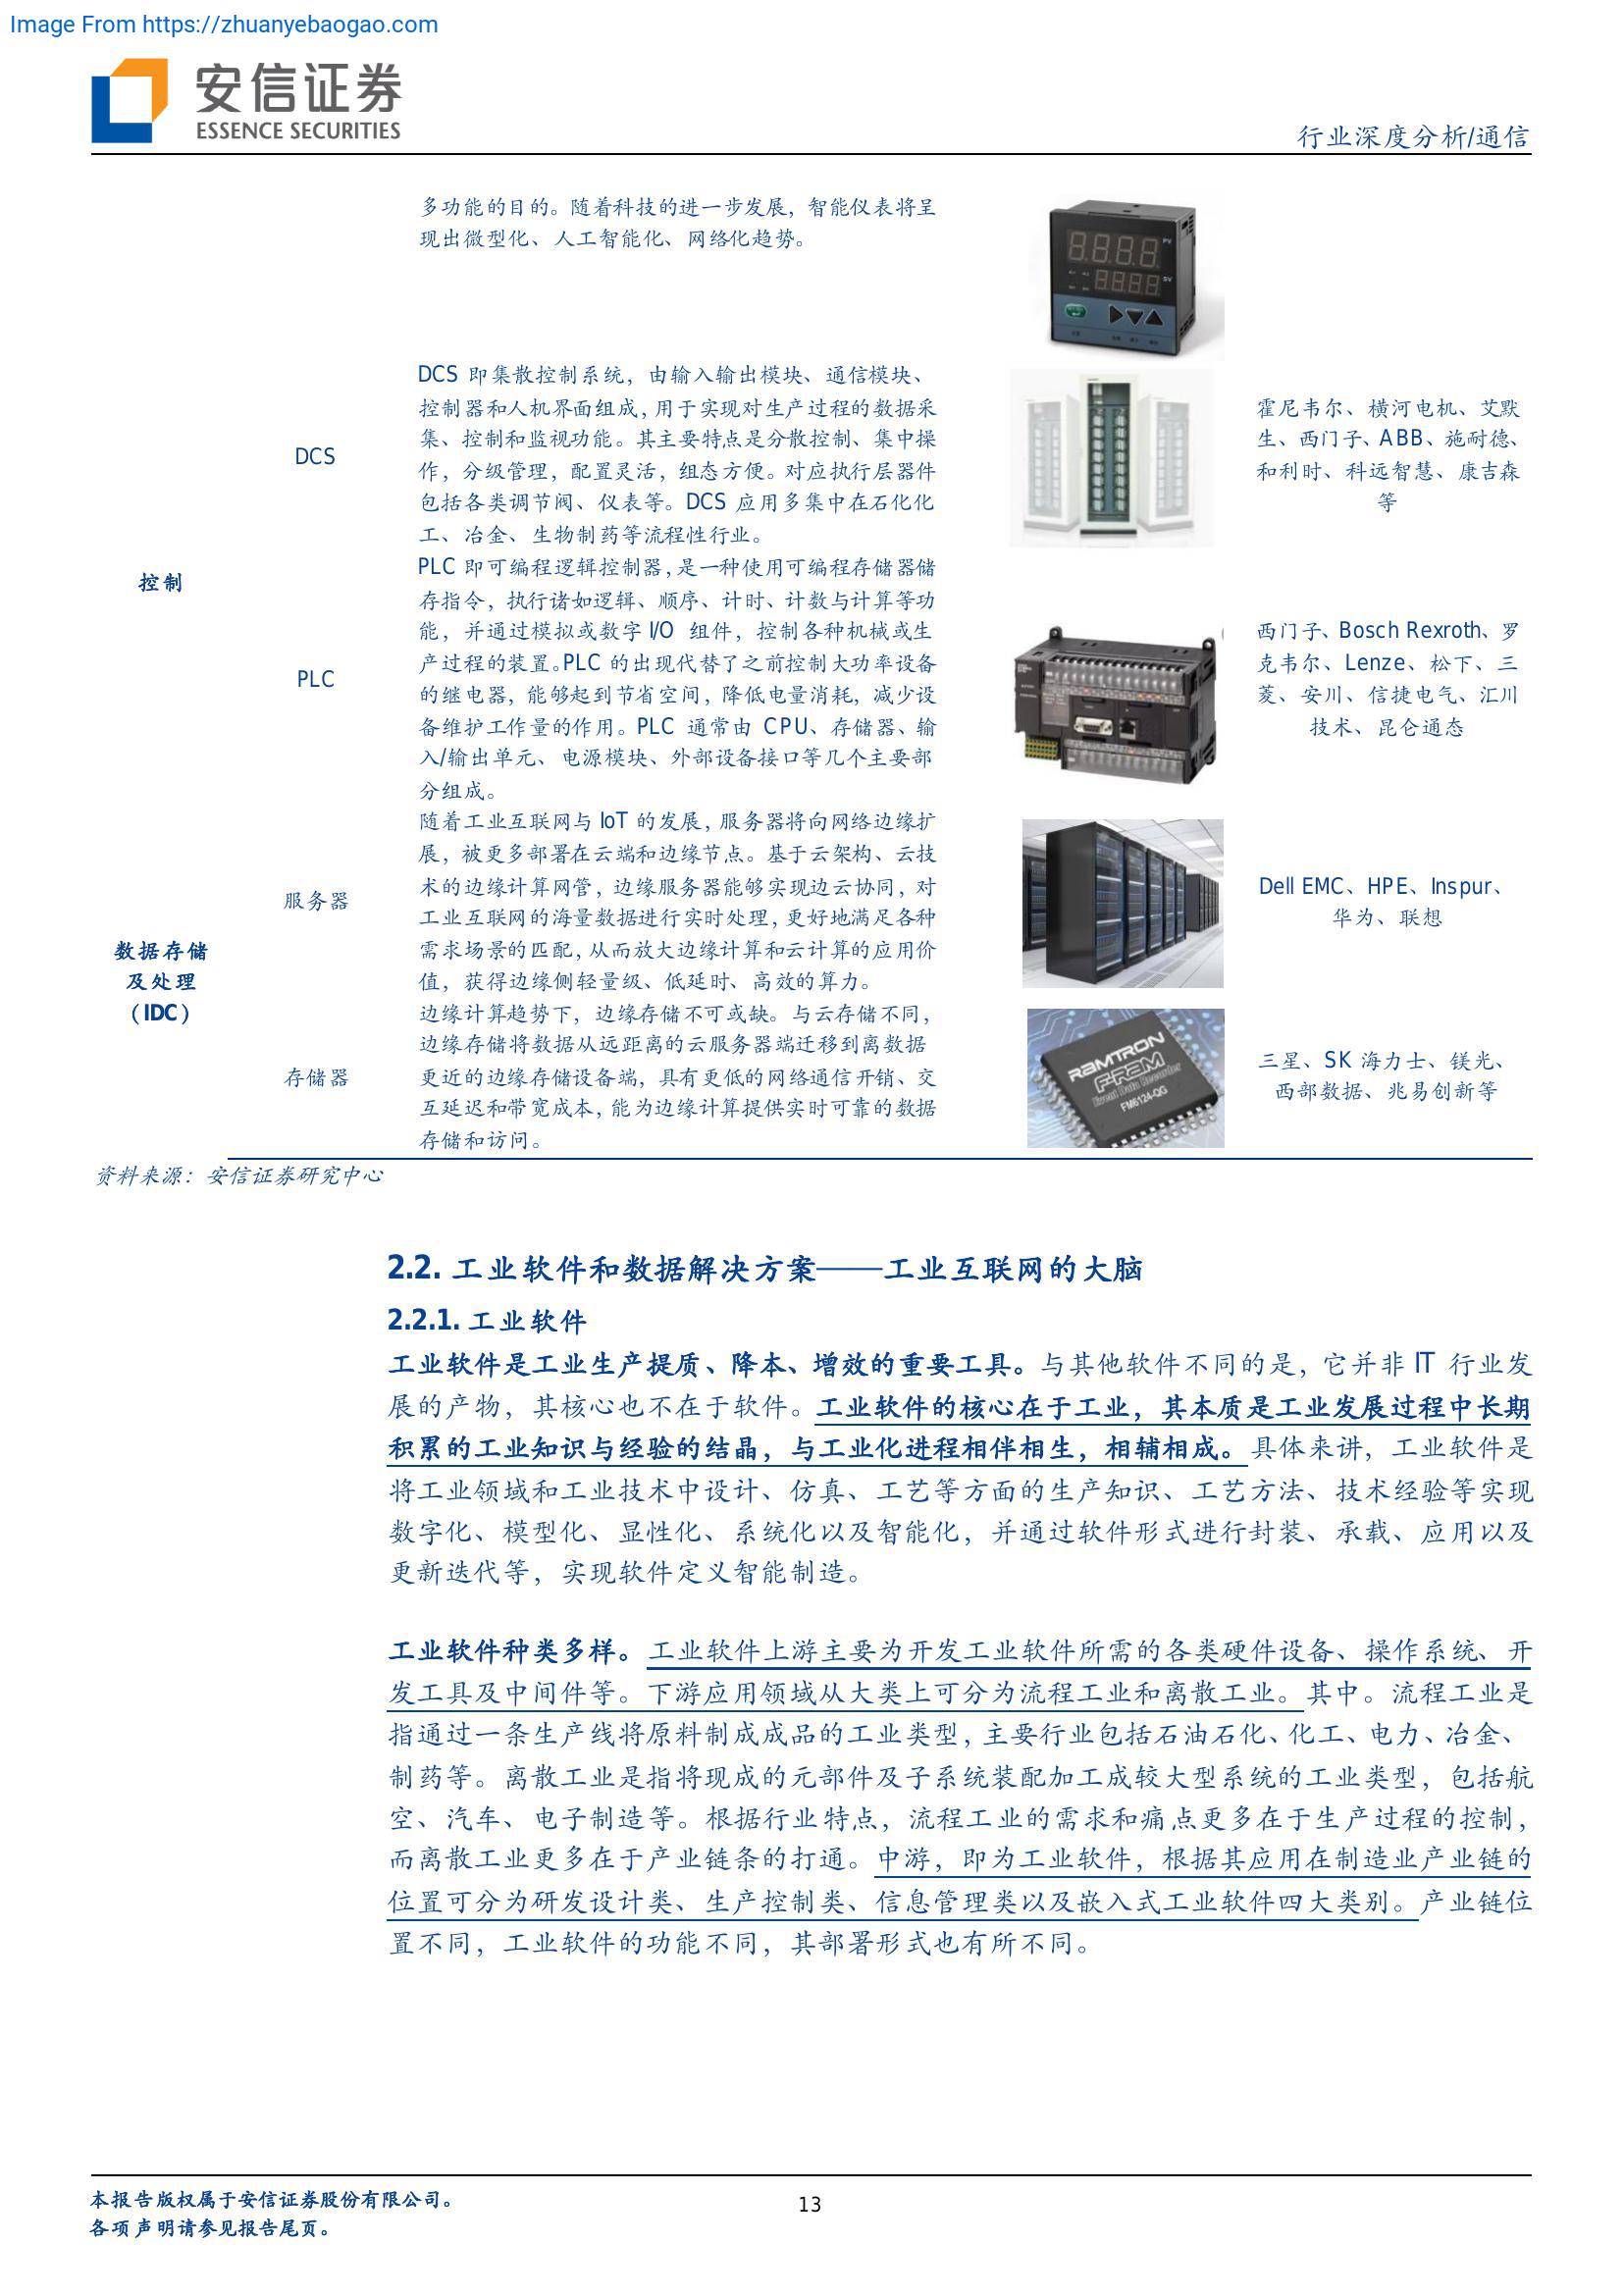 Image From https://zhuanyebaogao.com
安信证券
ESSENCE SECURITIES
行业深度分析/通信
多功能的目的。随着科技的进一步发展，智能仪表将呈
现出微型化、人工智能化、网络化趋势。
控制
DCS
DCS 即集散控制系统，由输入输出模块、通信模块、
控制器和人机界面组成，用于实现对生产过程的数据采
集、控制和监视功能。其主要特点是分散控制、集中操
作，分级管理，配置灵活，组态方便。对应执行层器件
包括各类调节阀、仪表等。DCS 应用多集中在石化化
工、冶金、生物制药等流程性行业。
霍尼韦尔、横河电机、艾默
生、西门子、ABB、施耐德、
和利时、科远智慧、康吉森
等
PLC
PLC 即可编程逻辑控制器，是一种使用可编程存储器储
存指令，执行诸如逻辑、顺序、计时、计数与计算等功
能，并通过模拟或数字 I/O 组件，控制各种机械或生
产过程的装置。PLC 的出现代替了之前控制大功率设备
的继电器，能够起到节省空间，降低电量消耗，减少设
备维护工作量的作用。PLC 通常由 CPU、存储器、输
入/输出单元、电源模块、外部设备接口等几个主要部
分组成。
西门子、Bosch Rexroth、罗
克韦尔、Lenze、松下、三
菱、安川、信捷电气、汇川
技术、昆仑通态
数据存储
及处理
（IDC）
服务器
随着工业互联网与 IoT 的发展，服务器将向网络边缘扩
展，被更多部署在云端和边缘节点。基于云架构、云技
术的边缘计算网管，边缘服务器能够实现边云协同，对
工业互联网的海量数据进行实时处理，更好地满足各种
需求场景的匹配，从而放大边缘计算和云计算的应用价
值，获得边缘侧轻量级、低延时、高效的算力。
Dell EMC、HPE、Inspur、
华为、联想
存储器
边缘计算趋势下，边缘存储不可或缺。与云存储不同，
边缘存储将数据从远距离的云服务器端迁移到离数据
更近的边缘存储设备端，具有更低的网络通信开销、交
互延迟和带宽成本，能为边缘计算提供实时可靠的数据
存储和访问。
RAMTRON
FRAM
Event Data Recorder
FM6124-QG
三星、SK 海力士、镁光、
西部数据、兆易创新等
资料来源：安信证券研究中心
2.2. 工业软件和数据解决方案——工业互联网的大脑
2.2.1. 工业软件
工业软件是工业生产提质、降本、增效的重要工具。与其他软件不同的是，它并非 IT 行业发
展的产物，其核心也不在于软件。工业软件的核心在于工业，其本质是工业发展过程中长期
积累的工业知识与经验的结晶，与工业化进程相伴相生，相辅相成。具体来讲，工业软件是
将工业领域和工业技术中设计、仿真、工艺等方面的生产知识、工艺方法、技术经验等实现
数字化、模型化、显性化、系统化以及智能化，并通过软件形式进行封装、承载、应用以及
更新迭代等，实现软件定义智能制造。
工业软件种类多样。工业软件上游主要为开发工业软件所需的各类硬件设备、操作系统、开
发工具及中间件等。下游应用领域从大类上可分为流程工业和离散工业。其中。流程工业是
指通过一条生产线将原料制成成品的工业类型，主要行业包括石油石化、化工、电力、冶金、
制药等。离散工业是指将现成的元部件及子系统装配加工成较大型系统的工业类型，包括航
空、汽车、电子制造等。根据行业特点，流程工业的需求和痛点更多在于生产过程的控制，
而离散工业更多在于产业链条的打通。中游，即为工业软件，根据其应用在制造业产业链的
位置可分为研发设计类、生产控制类、信息管理类以及嵌入式工业软件四大类别。产业链位
置不同，工业软件的功能不同，其部署形式也有所不同。
本报告版权属于安信证券股份有限公司。
各项声明请参见报告尾页。
13